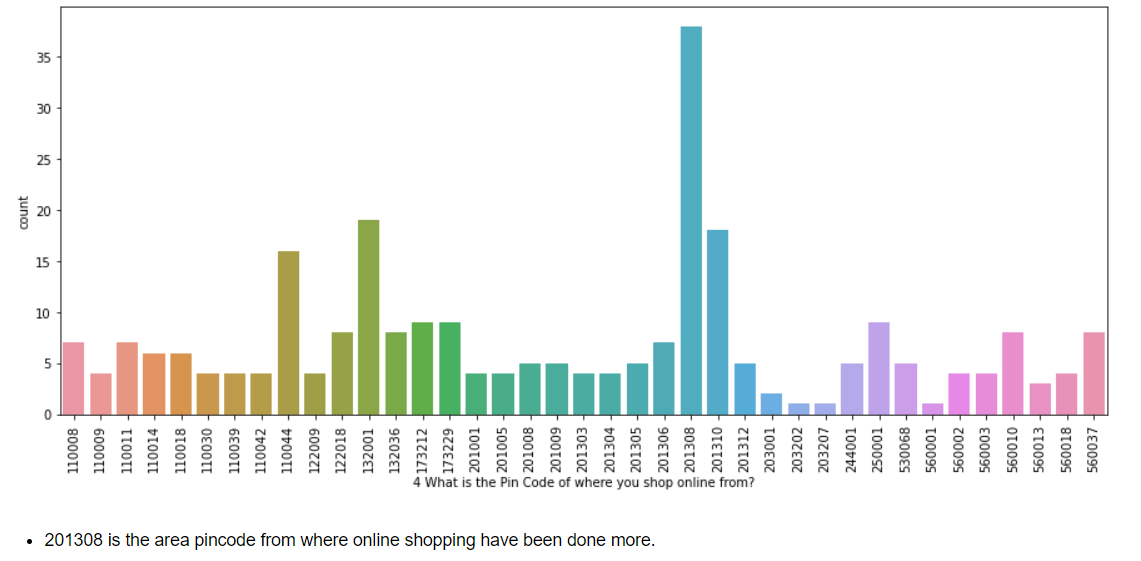 35
30
25
20
15
10
5
0
count
110008 110009 110011 110014 110018 110030 110039 110042 110044 122009 122018 132001 132036 173212 173229 201001 201005 201008 201009 201303 201304 201305 201306 201308 201310 201312 203001 203202 203207 244001 250001 530068 560001 560002 560003 560010 560013 560018 560037
4 What is the Pin Code of where you shop online from?
• 201308 is the area pincode from where online shopping have been done more.